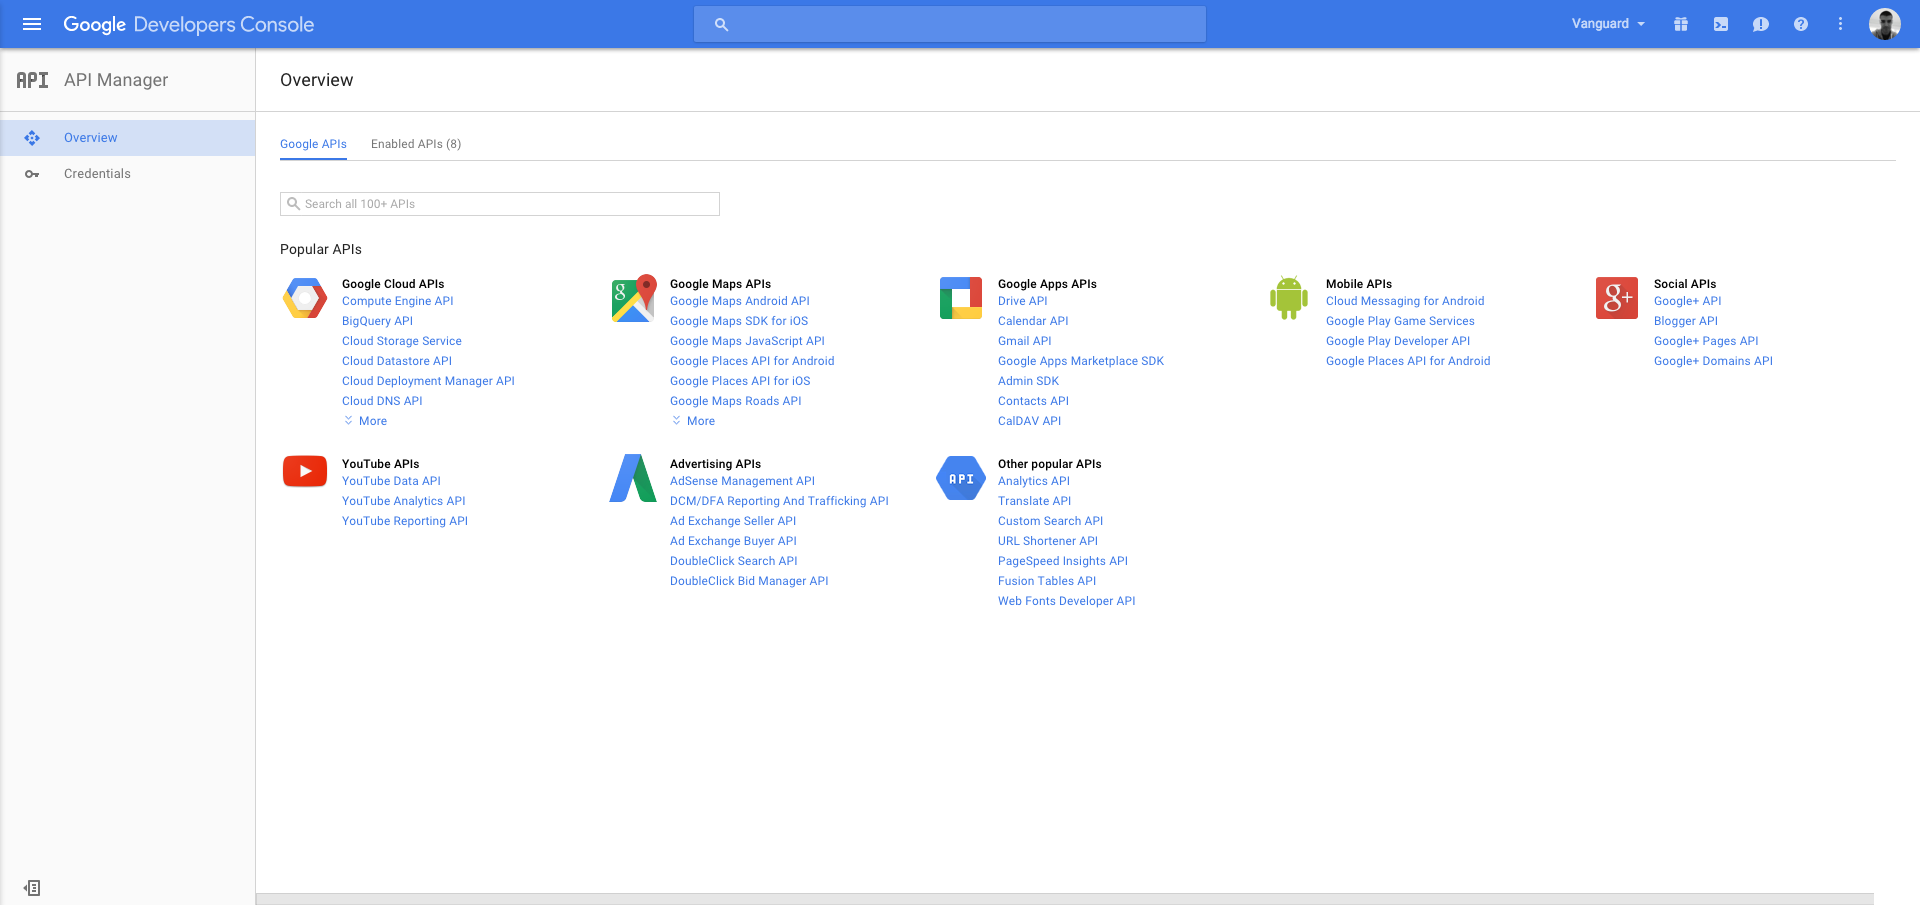 Google Developers Console
Vanguard
API API Manager
Overview
Credentials
Overview
Google APIs
Enabled APIs (8)
Search all 100+ APIs
Popular APIs
Google Cloud APIs
Compute Engine API
BigQuery API
Cloud Storage Service
Cloud Datastore API
Cloud Deployment Manager API
Cloud DNS API
More
Google Maps APIs
Google Maps Android API
Google Maps SDK for iOS
Google Maps JavaScript API
Google Places API for Android
Google Places API for iOS
Google Maps Roads API
More
Google Apps APIs
Drive API
Calendar API
Gmail API
Google Apps Marketplace SDK
Admin SDK
Contacts API
CalDAV API
Mobile APIs
Cloud Messaging for Android
Google Play Game Services
Google Play Developer API
Google Places API for Android
g+
Social APIs
Google+ API
Blogger API
Google+ Pages API
Google+ Domains API
YouTube APIs
YouTube Data API
YouTube Analytics API
YouTube Reporting API
Advertising APIs
AdSense Management API
DCM/DFA Reporting And Trafficking API
Ad Exchange Seller API
Ad Exchange Buyer API
DoubleClick Search API
DoubleClick Bid Manager API
API
Other popular APIs
Analytics API
Translate API
Custom Search API
URL Shortener API
PageSpeed Insights API
Fusion Tables API
Web Fonts Developer API